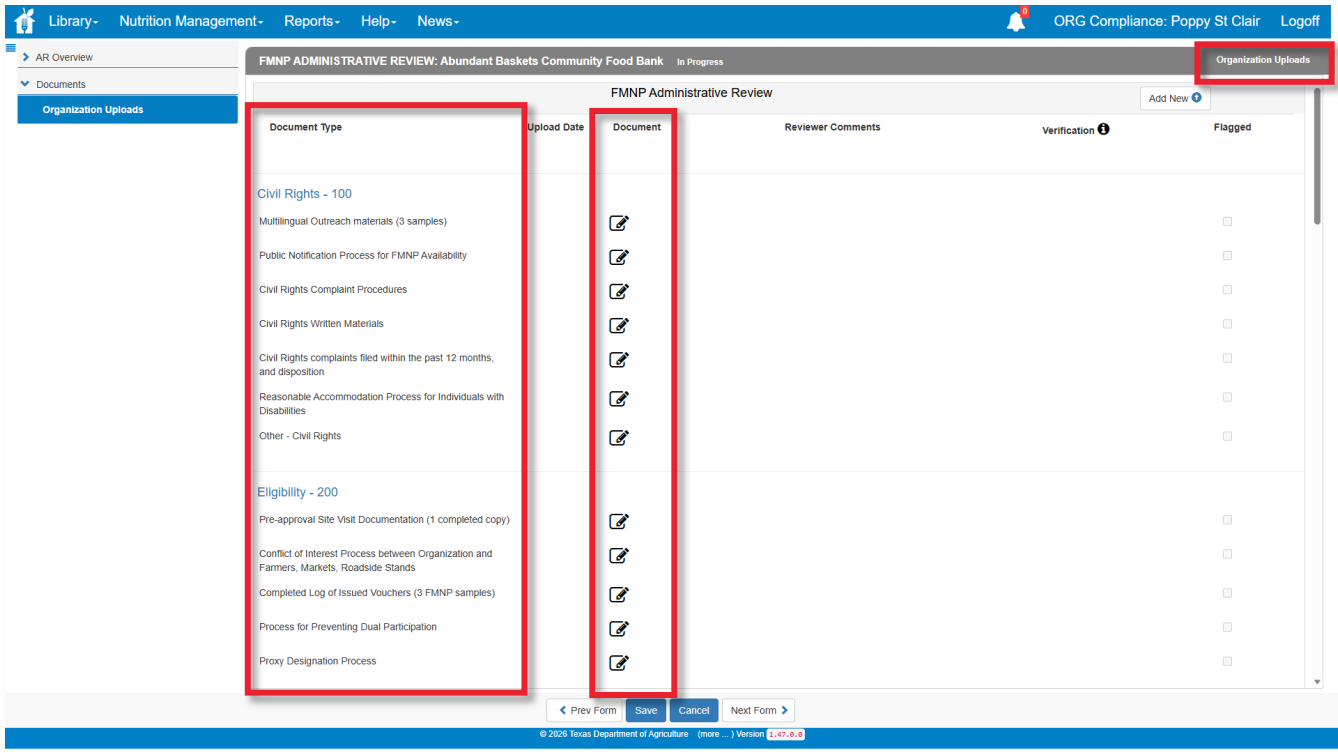 Library Nutrition Management Reports Help News 0 ORG Compliance: Poppy St Clair Logoff
AR Overview
Documents
Organization Uploads
FMNP ADMINISTRATIVE REVIEW: Abundant Baskets Community Food Bank In Progress Organization Uploads
FMNP Administrative Review
Add New
Document Type Upload Date Document Reviewer Comments Verification Flagged
Civil Rights - 100
Multilingual Outreach materials (3 samples)
Public Notification Process for FMNP Availability
Civil Rights Complaint Procedures
Civil Rights Written Materials
Civil Rights complaints filed within the past 12 months,
and disposition
Reasonable Accommodation Process for Individuals with
Disabilities
Other - Civil Rights
Eligibility - 200
Pre-approval Site Visit Documentation (1 completed copy)
Conflict of Interest Process between Organization and
Farmers, Markets, Roadside Stands
Completed Log of Issued Vouchers (3 FMNP samples)
Process for Preventing Dual Participation
Proxy Designation Process
Prev Form Save Cancel Next Form
© 2026 Texas Department of Agriculture (more ... ) Version 1.47.0.0